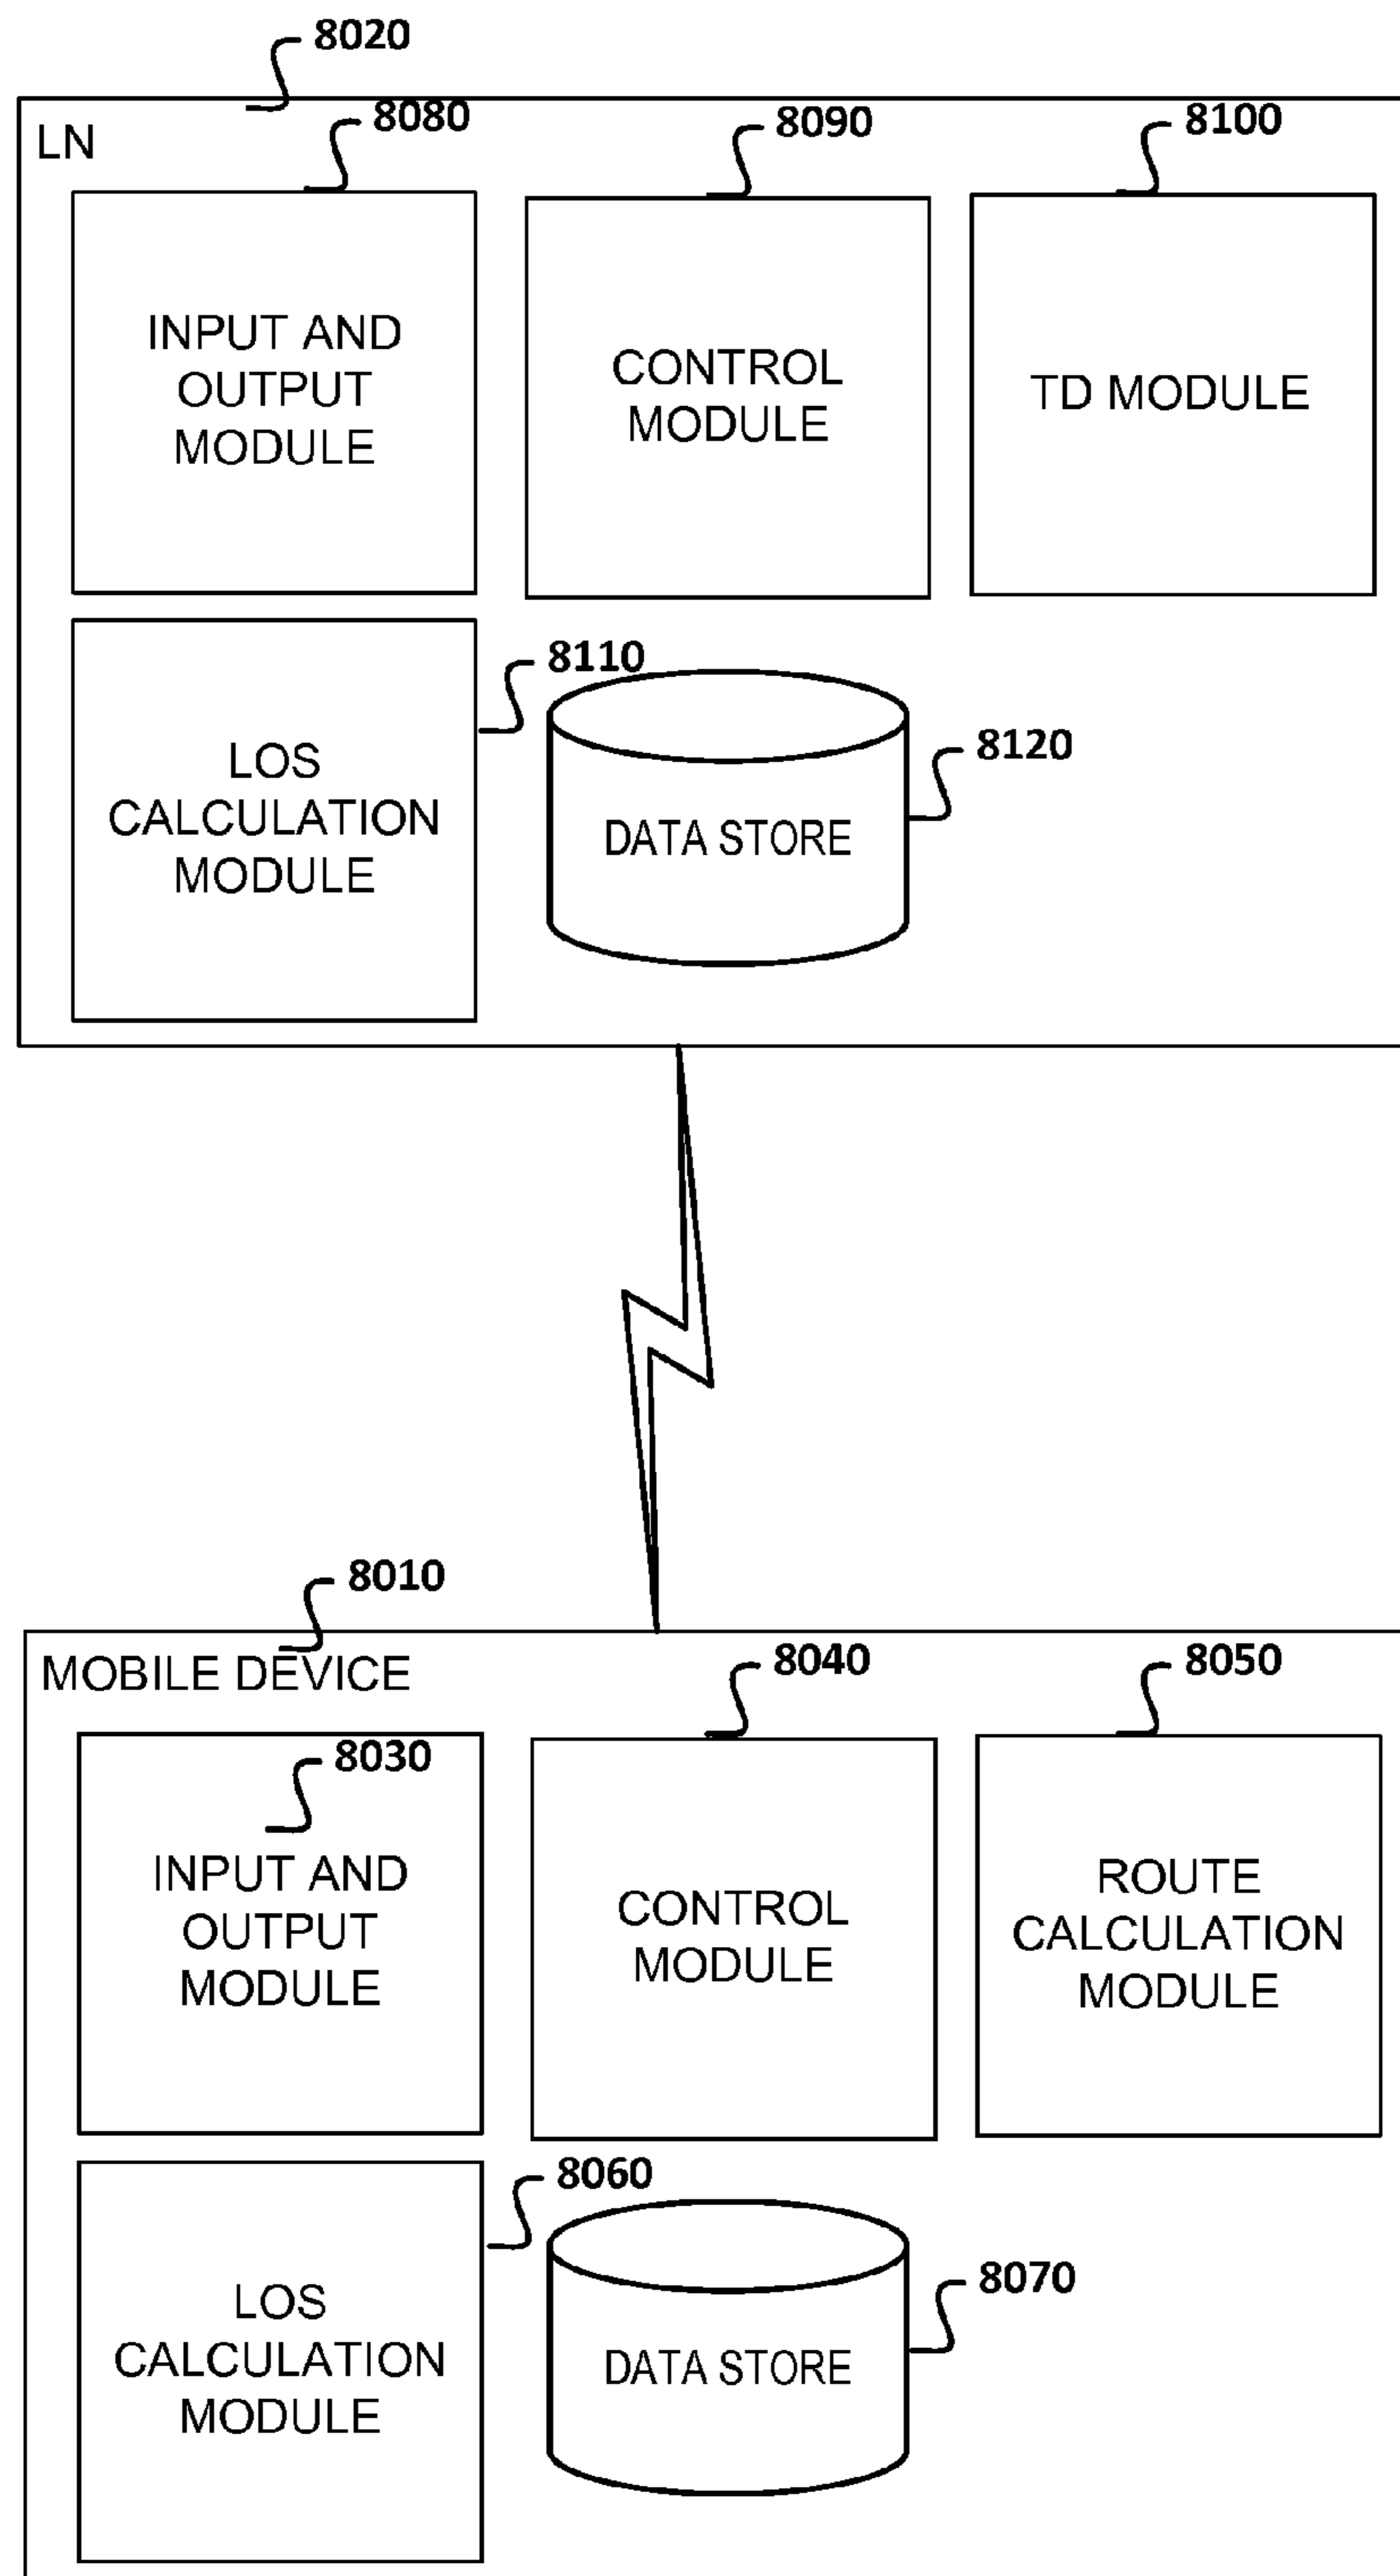 8020
LN
8080
8090
8100
INPUT AND
OUTPUT
MODULE
CONTROL
MODULE
TD MODULE
LOS
CALCULATION
MODULE
8110
DATA STORE
8120
8010
MOBILE DEVICE
8040
8050
8030
INPUT AND
OUTPUT
MODULE
CONTROL
MODULE
ROUTE
CALCULATION
MODULE
8060
LOS
CALCULATION
MODULE
DATA STORE
8070